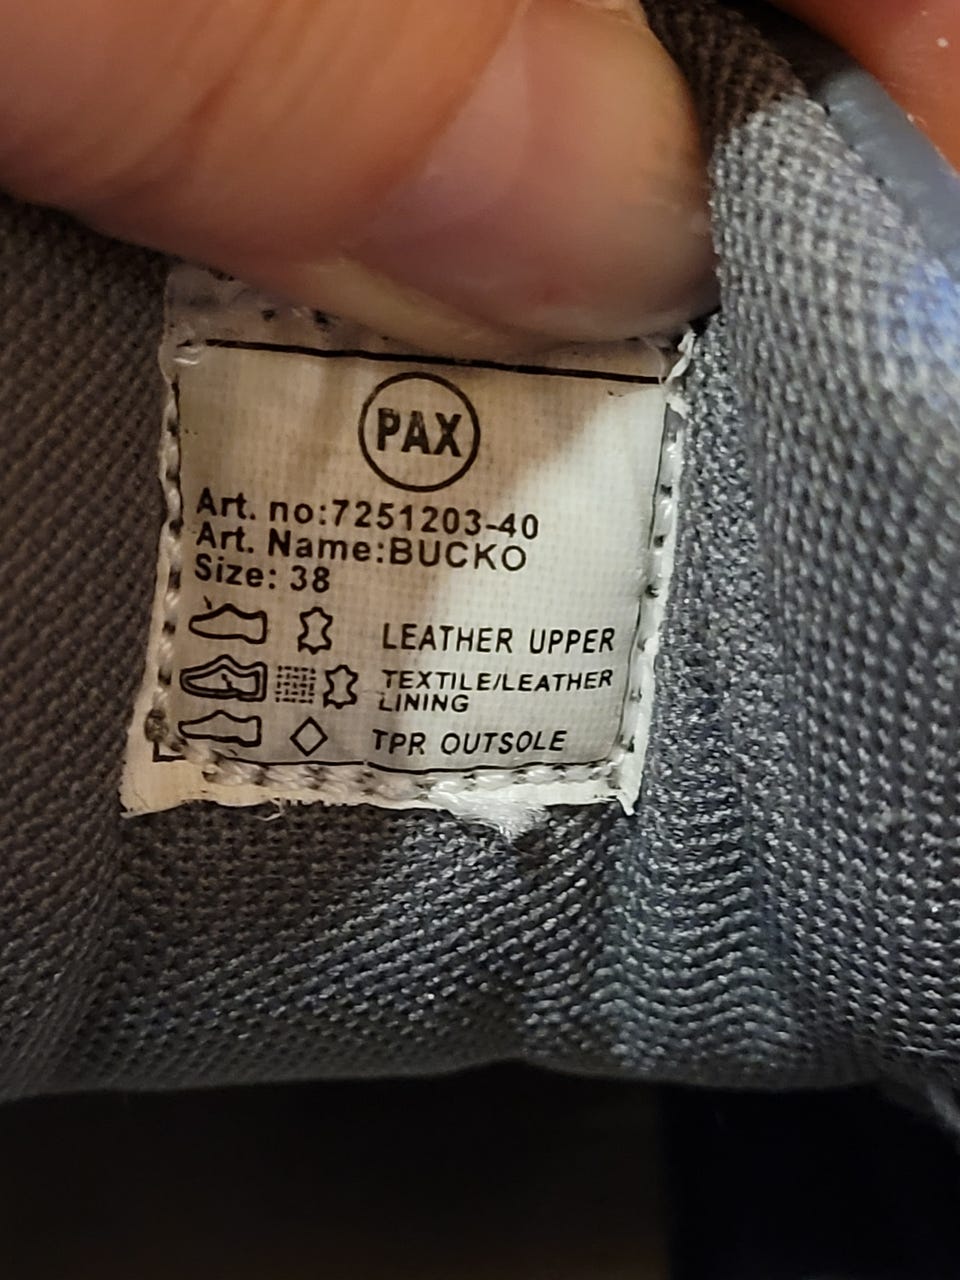 PAX
Art. no:7251203-40
Art. Name:BUCKO
Size: 38
LEATHER UPPER
TEXTILE/LEATHER
LINING
TPR OUTSOLE